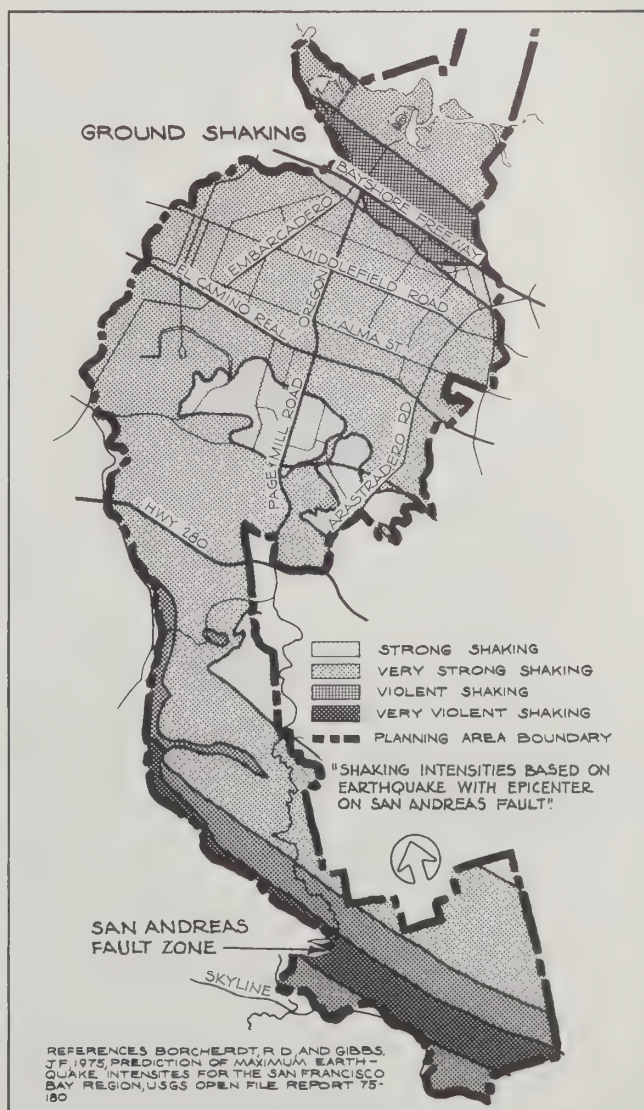 GROUND SHAKING
BAYSHORE FREEWAY
EMBARCADERO
MIDDLEFIELD ROAD
OREGON
EL CAMINO REAL
ALMA ST
PAGE MILL ROAD
ARASTRADERO RD
HWY 280
STRONG SHAKING
VERY STRONG SHAKING
VIOLENT SHAKING
VERY VIOLENT SHAKING
PLANNING AREA BOUNDARY
"SHAKING INTENSITIES BASED ON
EARTHQUAKE WITH EPICENTER
ON SAN ANDREAS FAULT"
SAN ANDREAS
FAULT ZONE
SKYLINE
REFERENCES BORCHERDT, R D, AND GIBBS,
J F, 1975, PREDICTION OF MAXIMUM EARTH-
QUAKE INTENSITES FOR THE SAN FRANCISCO
BAY REGION, USGS OPEN FILE REPORT 75-
180